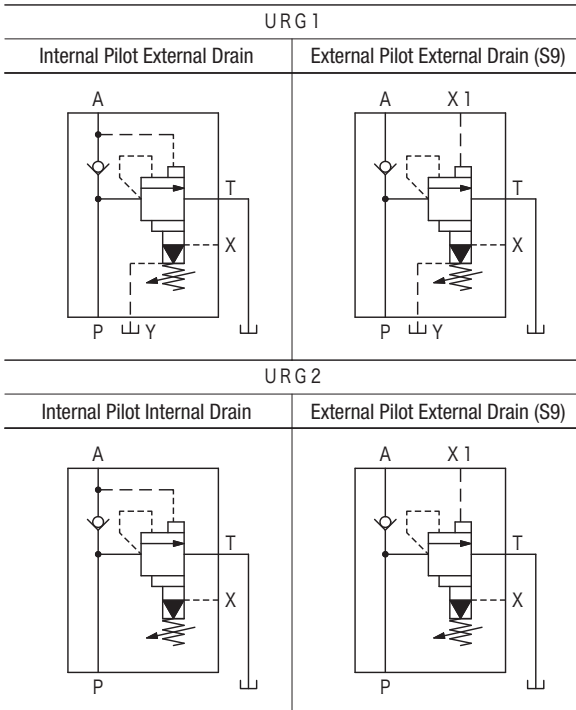 URG1
Internal Pilot External Drain
External Pilot External Drain (S9)
A
T
X
P
Y
A
X1
T
X
P
Y
URG2
Internal Pilot Internal Drain
External Pilot External Drain (S9)
A
T
X
P
A
X1
T
X
P